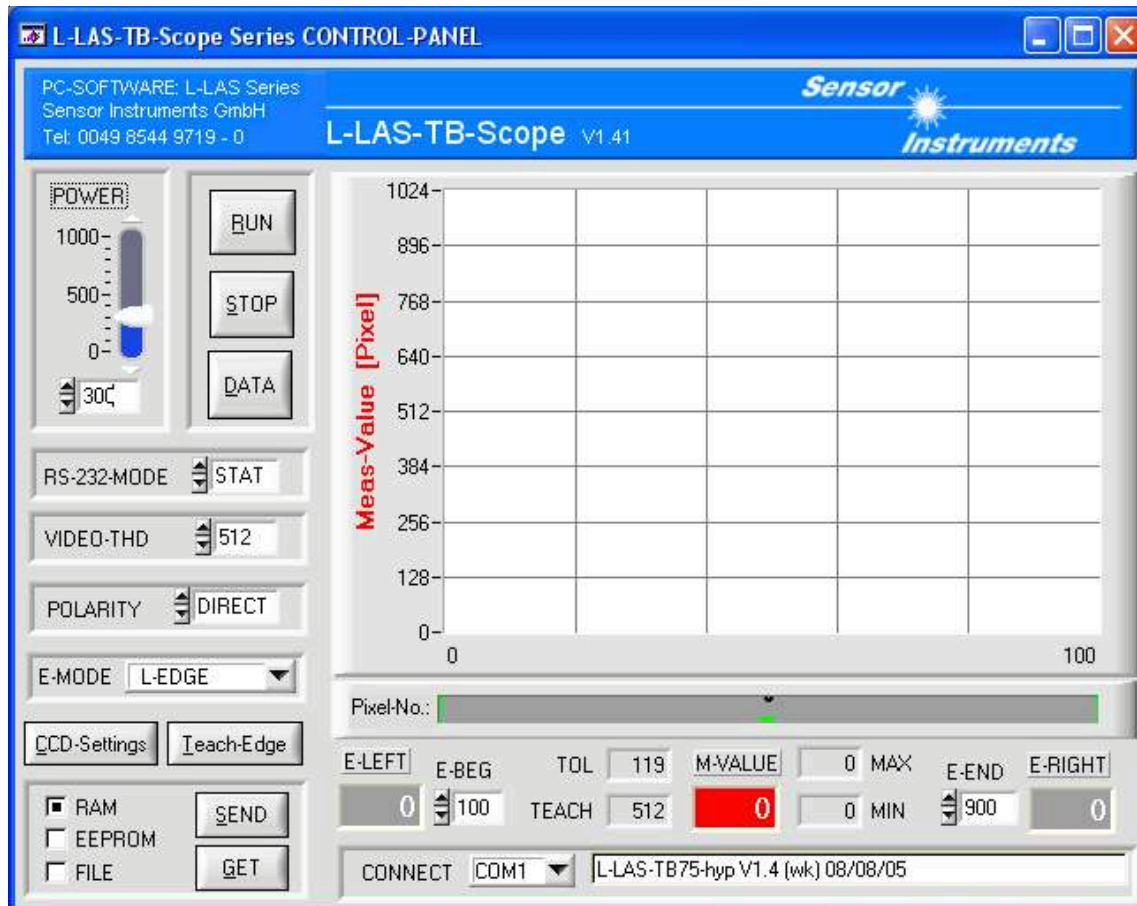 L-LAS-TB-Scope Series CONTROL-PANEL
PC-SOFTWARE: L-LAS Series
Sensor Instruments GmbH
Tel: 0049 8544 9719 - 0
L-LAS-TB-Scope V1.41
Sensor
Instruments
POWER
1000
500
0
300
RUN
STOP
DATA
RS-232-MODE STAT
VIDEO-THD 512
POLARITY DIRECT
E-MODE L-EDGE
CCD-Settings Teach-Edge
RAM
EEPROM
FILE
SEND
GET
Meas-Value [Pixel]
1024
896
768
640
512
384
256
128
0
0 100
Pixel-No.:
E-LEFT
0
E-BEG
100
TOL 119
TEACH 512
M-VALUE
0
0 MAX
0 MIN
E-END
900
E-RIGHT
0
CONNECT COM1 L-LAS-TB75-hyp V1.4 (wk) 08/08/05